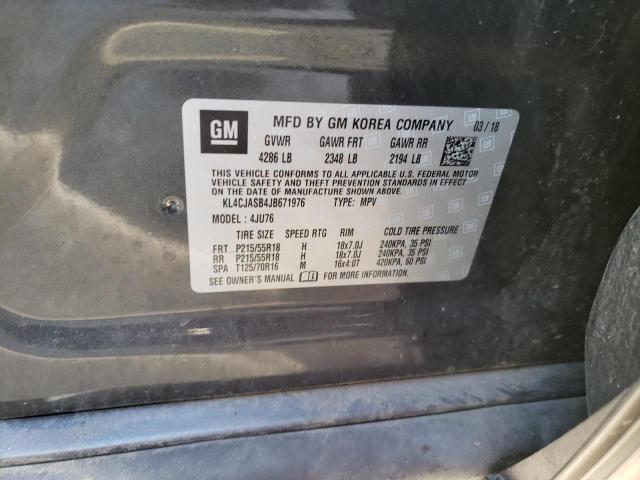 GM MFD BY GM KOREA COMPANY 03/18
GVWR GAWR FRT GAWR RR
4286 LB 2348 LB 2194 LB
THIS VEHICLE CONFORMS TO ALL APPLICABLE U.S. FEDERAL MOTOR
VEHICLE SAFETY, BUMPER, AND THEFT PREVENTION STANDARDS
IN EFFECT ON THE DATE OF MANUFACTURE SHOWN ABOVE.
KL4CJASB4JB671976 TYPE: MPV
MODEL: 4JU76
TIRE SIZE SPEED RTG RIM COLD TIRE PRESSURE
FRT P215/55R18 H 18x7.0J 240KPA, 35 PSI
RR P215/55R18 H 18x7.0J 240KPA, 35 PSI
SPA T125/70R16 M 16x4.0T 420KPA, 60 PSI
SEE OWNER'S MANUAL FOR MORE INFORMATION.